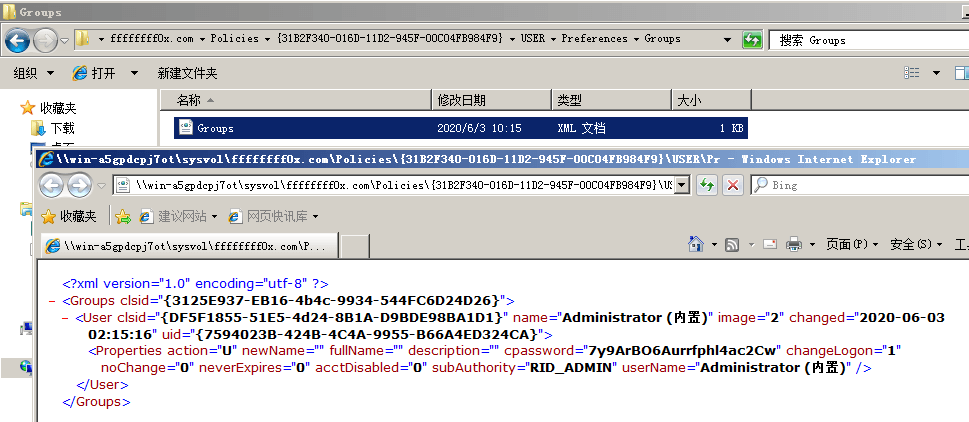 Groups
ffffffff0x.com ▾ Policies ▾ {31B2F340-016D-11D2-945F-00C04FB984F9} ▾ USER ▾ Preferences ▾ Groups
搜索 Groups
组织 ▾ 打开 ▾ 新建文件夹
收藏夹
下载
桌面
名称 修改日期 类型 大小
Groups 2020/6/3 10:15 XML 文档 1 KB
\\win-a5gpdcpj7ot\sysvol\ffffffff0x.com\Policies\{31B2F340-016D-11D2-945F-00C04FB984F9}\USER\Pr - Windows Internet Explorer
\\win-a5gpdcpj7ot\sysvol\ffffffff0x.com\Policies\{31B2F340-016D-11D2-945F-00C04FB984F9}\US
Bing
收藏夹 建议网站 ▾ 网页快讯库 ▾
\\win-a5gpdcpj7ot\sysvol\ffffffff0x.com\P...
页面(P) ▾ 安全(S) ▾
<?xml version="1.0" encoding="utf-8" ?>
- <Groups clsid="{3125E937-EB16-4b4c-9934-544FC6D24D26}">
- <User clsid="{DF5F1855-51E5-4d24-8B1A-D9BDE98BA1D1}" name="Administrator (内置)" image="2" changed="2020-06-03
02:15:16" uid="{7594023B-424B-4C4A-9955-B66A4ED324CA}">
<Properties action="U" newName="" fullName="" description="" cpassword="7y9ArBO6Aurrfphl4ac2Cw" changeLogon="1"
noChange="0" neverExpires="0" acctDisabled="0" subAuthority="RID_ADMIN" userName="Administrator (内置)" />
</User>
</Groups>